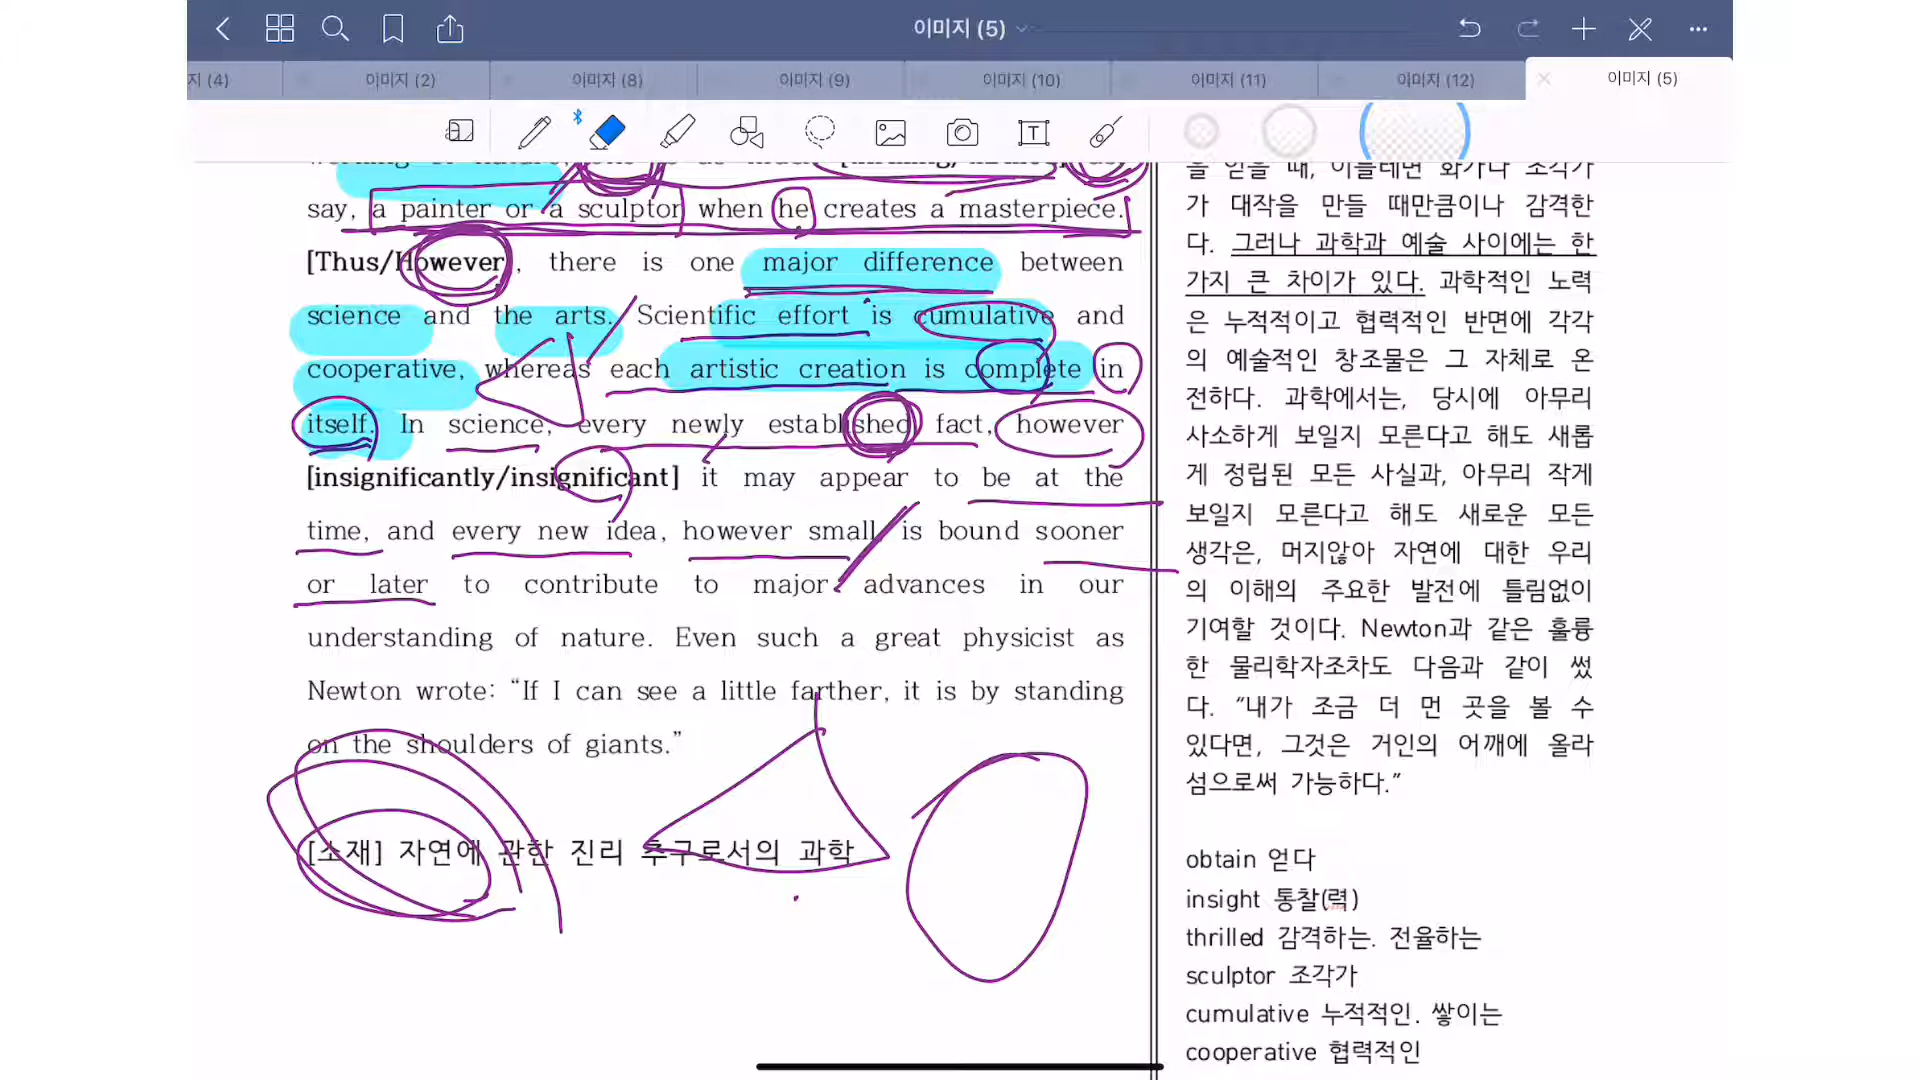 이미지 (5)
지 (4)
이미지 (2)
이미지 (8)
이미지 (9)
이미지 (10)
이미지 (11)
이미지 (12)
이미지 (5)
say, a painter or a sculptor when he creates a masterpiece.
[Thus/However], there is one major difference between
science and the arts. Scientific effort is cumulative and
cooperative, whereas each artistic creation is complete in
itself. In science, every newly established fact, however
[insignificantly/insignificant] it may appear to be at the
time, and every new idea, however small, is bound sooner
or later to contribute to major advances in our
understanding of nature. Even such a great physicist as
Newton wrote: “If I can see a little farther, it is by standing
on the shoulders of giants.”
[소재] 자연에 관한 진리 추구로서의 과학
을 얻을 때, 이를테면 화가나 조각가
가 대작을 만들 때만큼이나 감격한
다. 그러나 과학과 예술 사이에는 한
가지 큰 차이가 있다. 과학적인 노력
은 누적적이고 협력적인 반면에 각각
의 예술적인 창조물은 그 자체로 온
전하다. 과학에서는, 당시에 아무리
사소하게 보일지 모른다고 해도 새롭
게 정립된 모든 사실과, 아무리 작게
보일지 모른다고 해도 새로운 모든
생각은, 머지않아 자연에 대한 우리
의 이해의 주요한 발전에 틀림없이
기여할 것이다. Newton과 같은 훌륭
한 물리학자조차도 다음과 같이 썼
다. “내가 조금 더 먼 곳을 볼 수
있다면, 그것은 거인의 어깨에 올라
섬으로써 가능하다.”
obtain 얻다
insight 통찰(력)
thrilled 감격하는. 전율하는
sculptor 조각가
cumulative 누적적인. 쌓이는
cooperative 협력적인